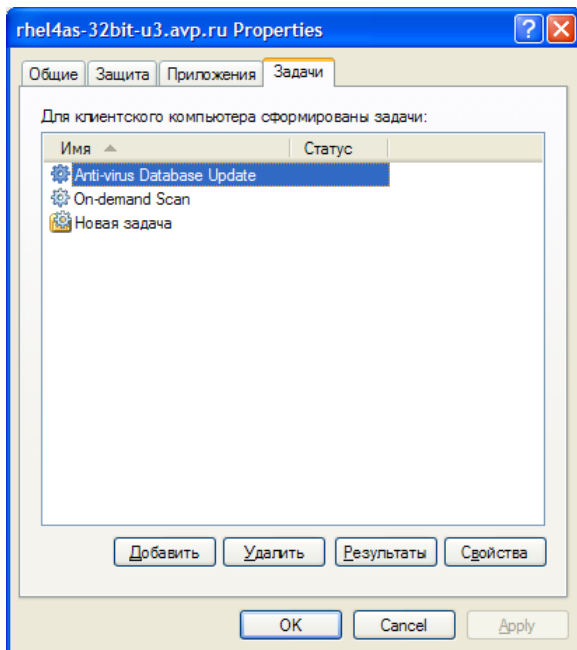 rhel4as-32bit-u3.avp.ru Properties
Общие Защита Приложения Задачи
Для клиентского компьютера сформированы задачи:
Имя Статус
Anti-virus Database Update
On-demand Scan
Новая задача
Добавить Удалить Результаты Свойства
OK Cancel Apply